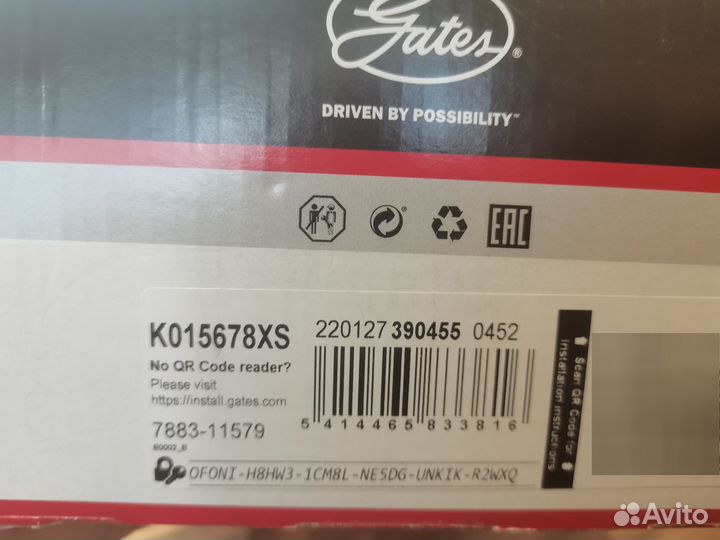 Gates®
DRIVEN BY POSSIBILITY™
EAC
K015678XS
220127 390455 0452
No QR Code reader?
Please visit
https://install.gates.com
5 414465 833816
7883-11579
B0002_B
OFONI-H8HW3-1CM8L-NE5DG-UNKIK-R2WXQ
Scan QR Code for
installation instructions
Avito